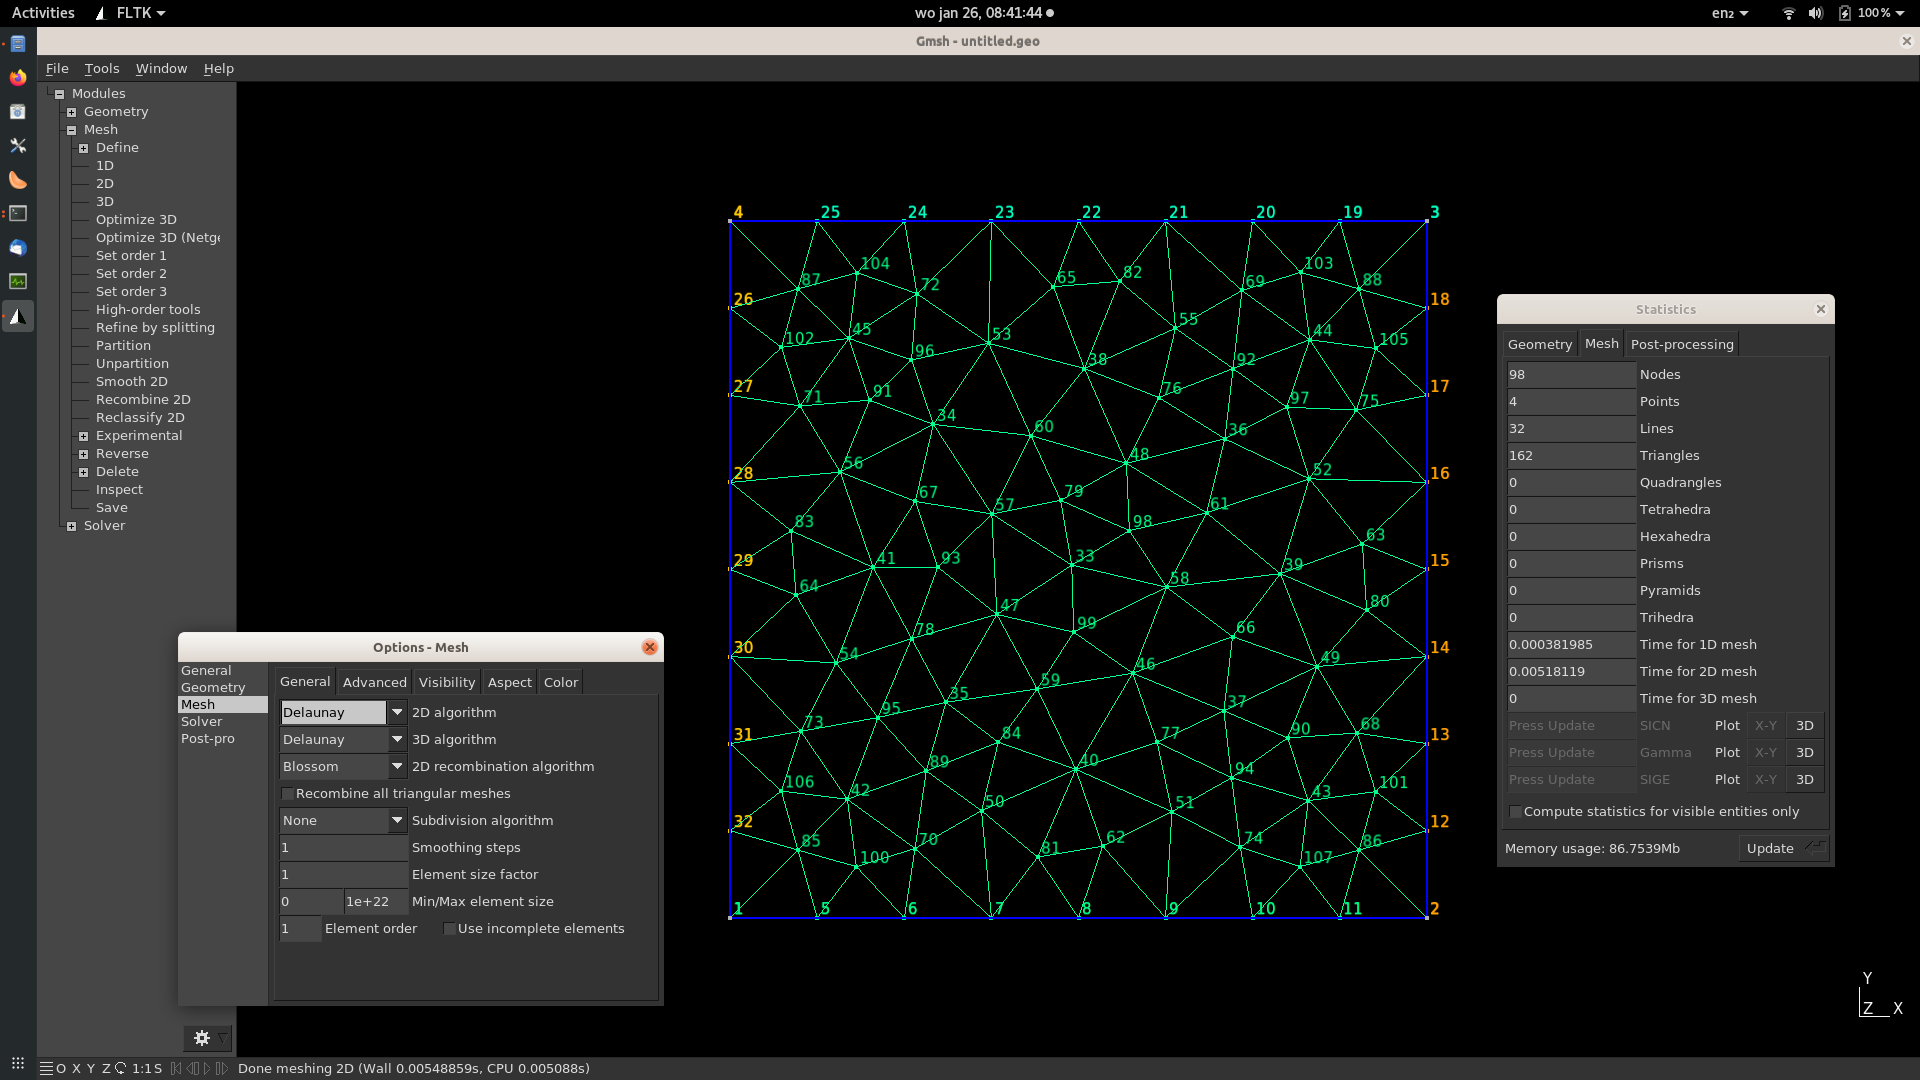 Activities FLTK wo jan 26, 08:41:44 en₂ 100%
Gmsh - untitled.geo
File Tools Window Help
Modules
Geometry
Mesh
Define
1D
2D
3D
Optimize 3D
Optimize 3D (Netge
Set order 1
Set order 2
Set order 3
High-order tools
Refine by splitting
Partition
Unpartition
Smooth 2D
Recombine 2D
Reclassify 2D
Experimental
Reverse
Delete
Inspect
Save
Solver
4 25 24 23 22 21 20 19 3
104 103
87 72 65 82 69 88
26 18
102 45 96 53 38 55 92 44 105
27 71 91 76 97 75 17
34 60 48 36
28 56 52 16
67 57 79 98 61
83 63
29 41 93 33 58 39 15
64 80
47 99 66
30 54 78 46 49 14
35 59 37
31 73 95 84 77 90 68 13
106 42 89 40 94 43 101
32 50 51 12
85 100 70 81 62 74 107 86
1 5 6 7 8 9 10 11 2
Options - Mesh
General
Geometry
Mesh
Solver
Post-pro
General Advanced Visibility Aspect Color
Delaunay 2D algorithm
Delaunay 3D algorithm
Blossom 2D recombination algorithm
Recombine all triangular meshes
None Subdivision algorithm
1 Smoothing steps
1 Element size factor
0 1e+22 Min/Max element size
1 Element order Use incomplete elements
Statistics
Geometry Mesh Post-processing
98 Nodes
4 Points
32 Lines
162 Triangles
0 Quadrangles
0 Tetrahedra
0 Hexahedra
0 Prisms
0 Pyramids
0 Trihedra
0.000381985 Time for 1D mesh
0.00518119 Time for 2D mesh
0 Time for 3D mesh
Press Update SICN Plot X-Y 3D
Press Update Gamma Plot X-Y 3D
Press Update SIGE Plot X-Y 3D
Compute statistics for visible entities only
Memory usage: 86.7539Mb Update
Y
Z X
O X Y Z 1:1 S Done meshing 2D (Wall 0.00548859s, CPU 0.005088s)